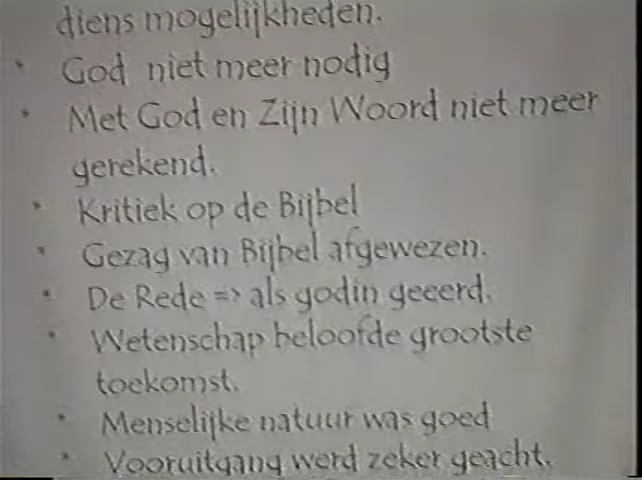 diens mogelijkheden.
* God niet meer nodig
* Met God en Zijn Woord niet meer
gerekend.
* Kritiek op de Bijbel
* Gezag van Bijbel afgewezen.
* De Rede => als godin geeerd.
* Wetenschap beloofde grootste
toekomst.
* Menselijke natuur was goed
* Vooruitgang werd zeker geacht.